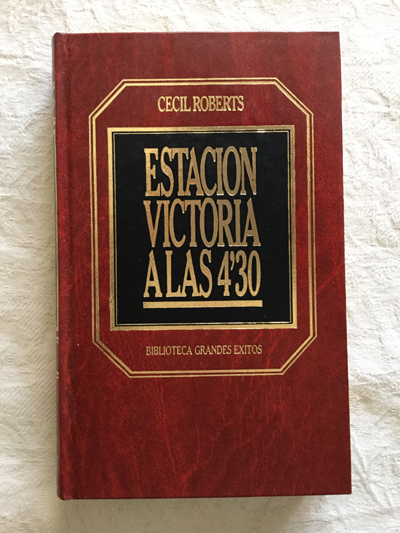 CECIL ROBERTS
ESTACION
VICTORIA
A LAS 4'30
BIBLIOTECA GRANDES EXITOS